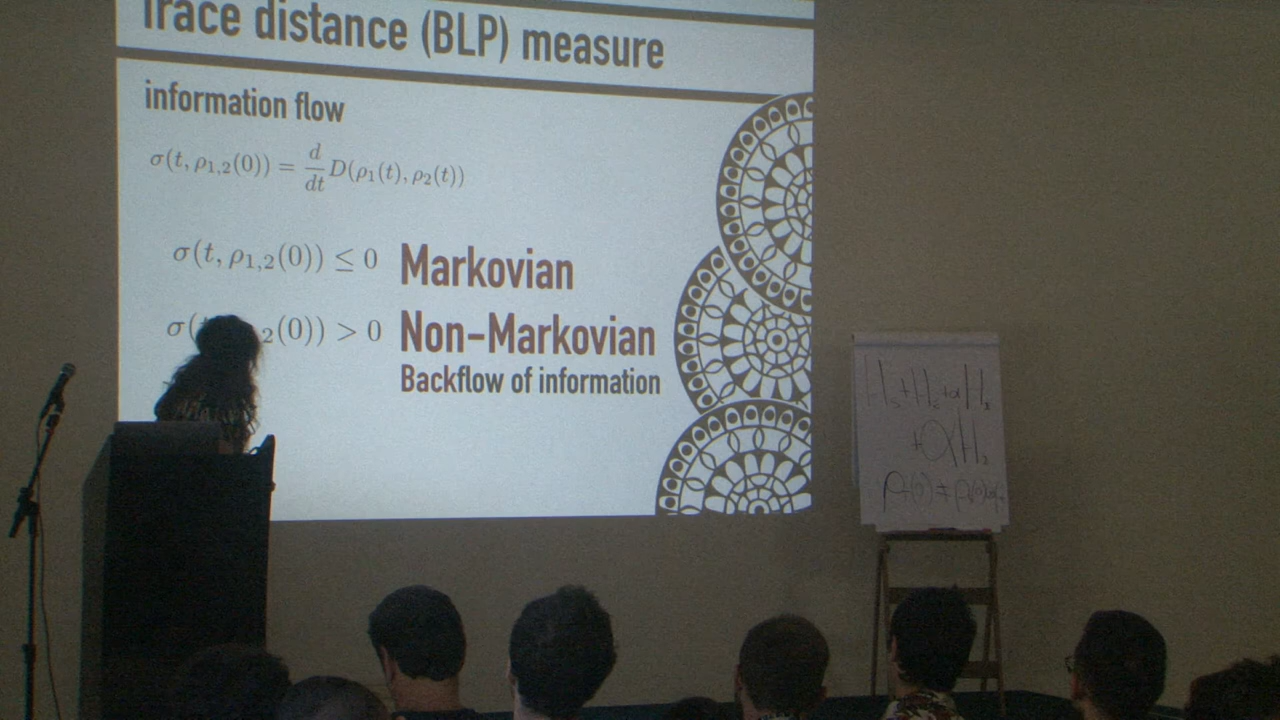 Trace distance (BLP) measure
information flow
σ(t, ρ₁,₂(0)) = d/dt D(ρ₁(t), ρ₂(t))
σ(t, ρ₁,₂(0)) ≤ 0 Markovian
σ( ₂(0)) > 0 Non-Markovian
Backflow of information